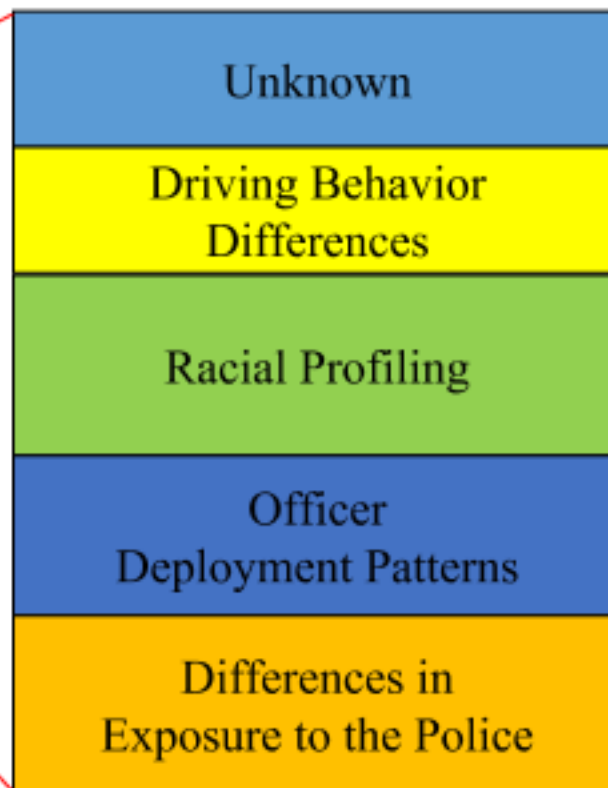 Unknown
Driving Behavior
Differences
Racial Profiling
Officer
Deployment Patterns
Differences in
Exposure to the Police